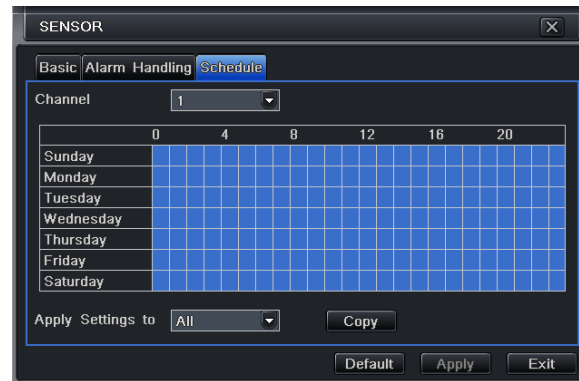 SENSOR
Basic Alarm Handling Schedule
Channel 1
0 4 8 12 16 20
Sunday
Monday
Tuesday
Wednesday
Thursday
Friday
Saturday
Apply Settings to All Copy
Default Apply Exit